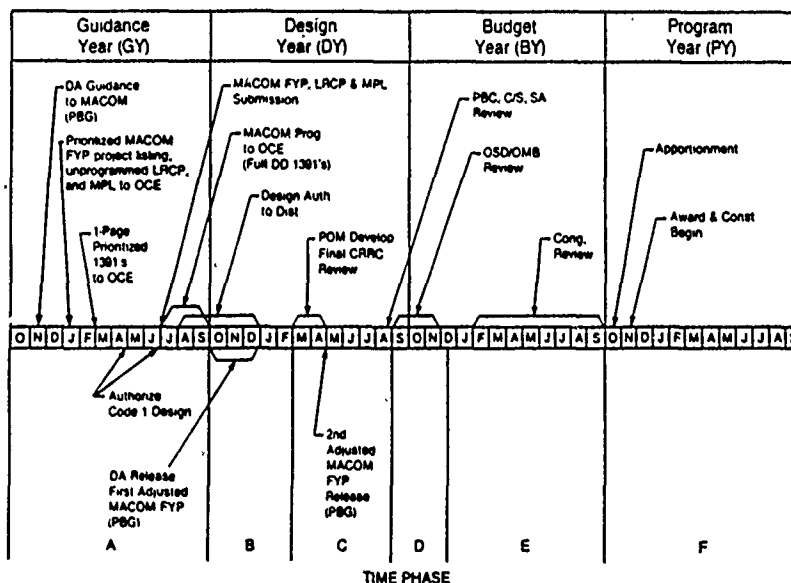 Guidance
Year (GY)
Design
Year (DY)
Budget
Year (BY)
Program
Year (PY)
DA Guidance
to MACOM
(PBG)
Prioritized MACOM
FYP project listing,
unprogrammed LRCP,
and MPL to OCE
1-Page
Prioritized
1391's
to OCE
MACOM FYP, LRCP & MPL
Submission
MACOM Prog
to OCE
(Full DD 1391's)
Design Auth
to Dist
POM Develop
Final CRRC
Review
PBC, C/S, SA
Review
OSD/OMB
Review
Cong,
Review
Apportionment
Award & Const
Begin
O N D J F M A M J J A S O N D J F M A M J J A S O N D J F M A M J J A S O N D J F M A M J J A S
Authorize
Code 1 Design
DA Release
First Adjusted
MACOM FYP
(PBG)
2nd
Adjusted
MACOM
FYP
Release
(PBG)
A B C D E F
TIME PHASE